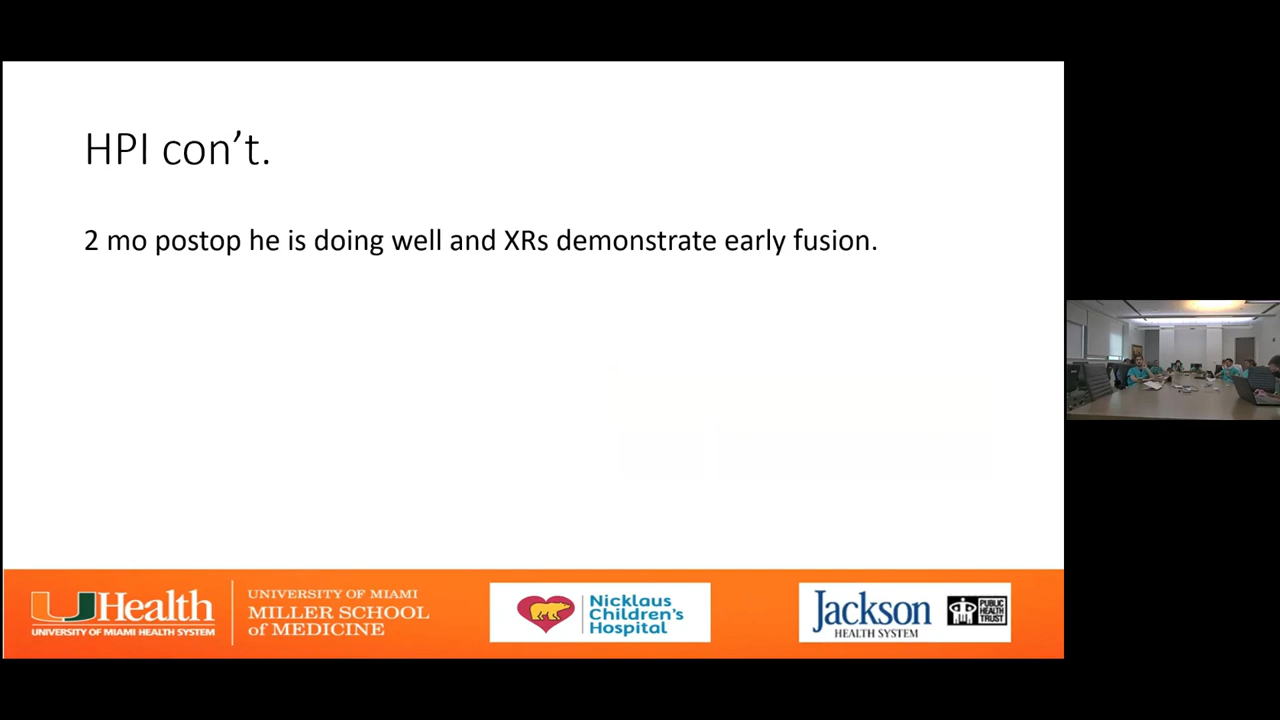 HPI con’t.
2 mo postop he is doing well and XRs demonstrate early fusion.
UHealth
UNIVERSITY OF MIAMI HEALTH SYSTEM
UNIVERSITY OF MIAMI
MILLER SCHOOL
of MEDICINE
Nicklaus
Children's
Hospital
Jackson
HEALTH SYSTEM
PUBLIC
HEALTH
TRUST